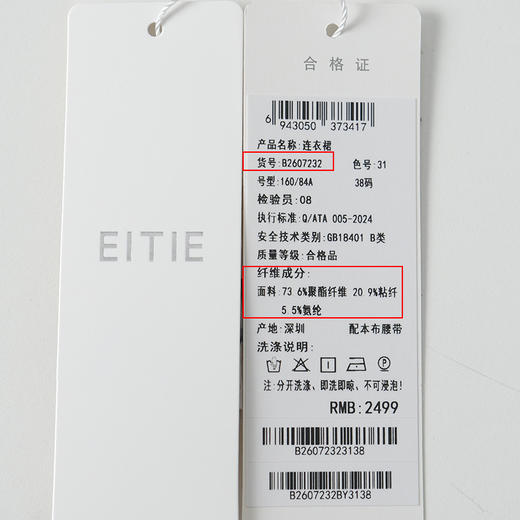 EITIE
合格证
6 943050 373417
产品名称:连衣裙
货号:B2607232 色号:31
号型:160/84A 38码
检验员:08
执行标准:Q/ATA 005-2024
安全技术类别:GB18401 B类
质量等级:合格品
纤维成分:
面料:73.6%聚酯纤维 20.9%粘纤
5.5%氨纶
产地:深圳 配本布腰带
洗涤说明:
注:分开洗涤、即洗即晾、不可浸泡!
RMB:2499
B26072323138
B2607232BY3138